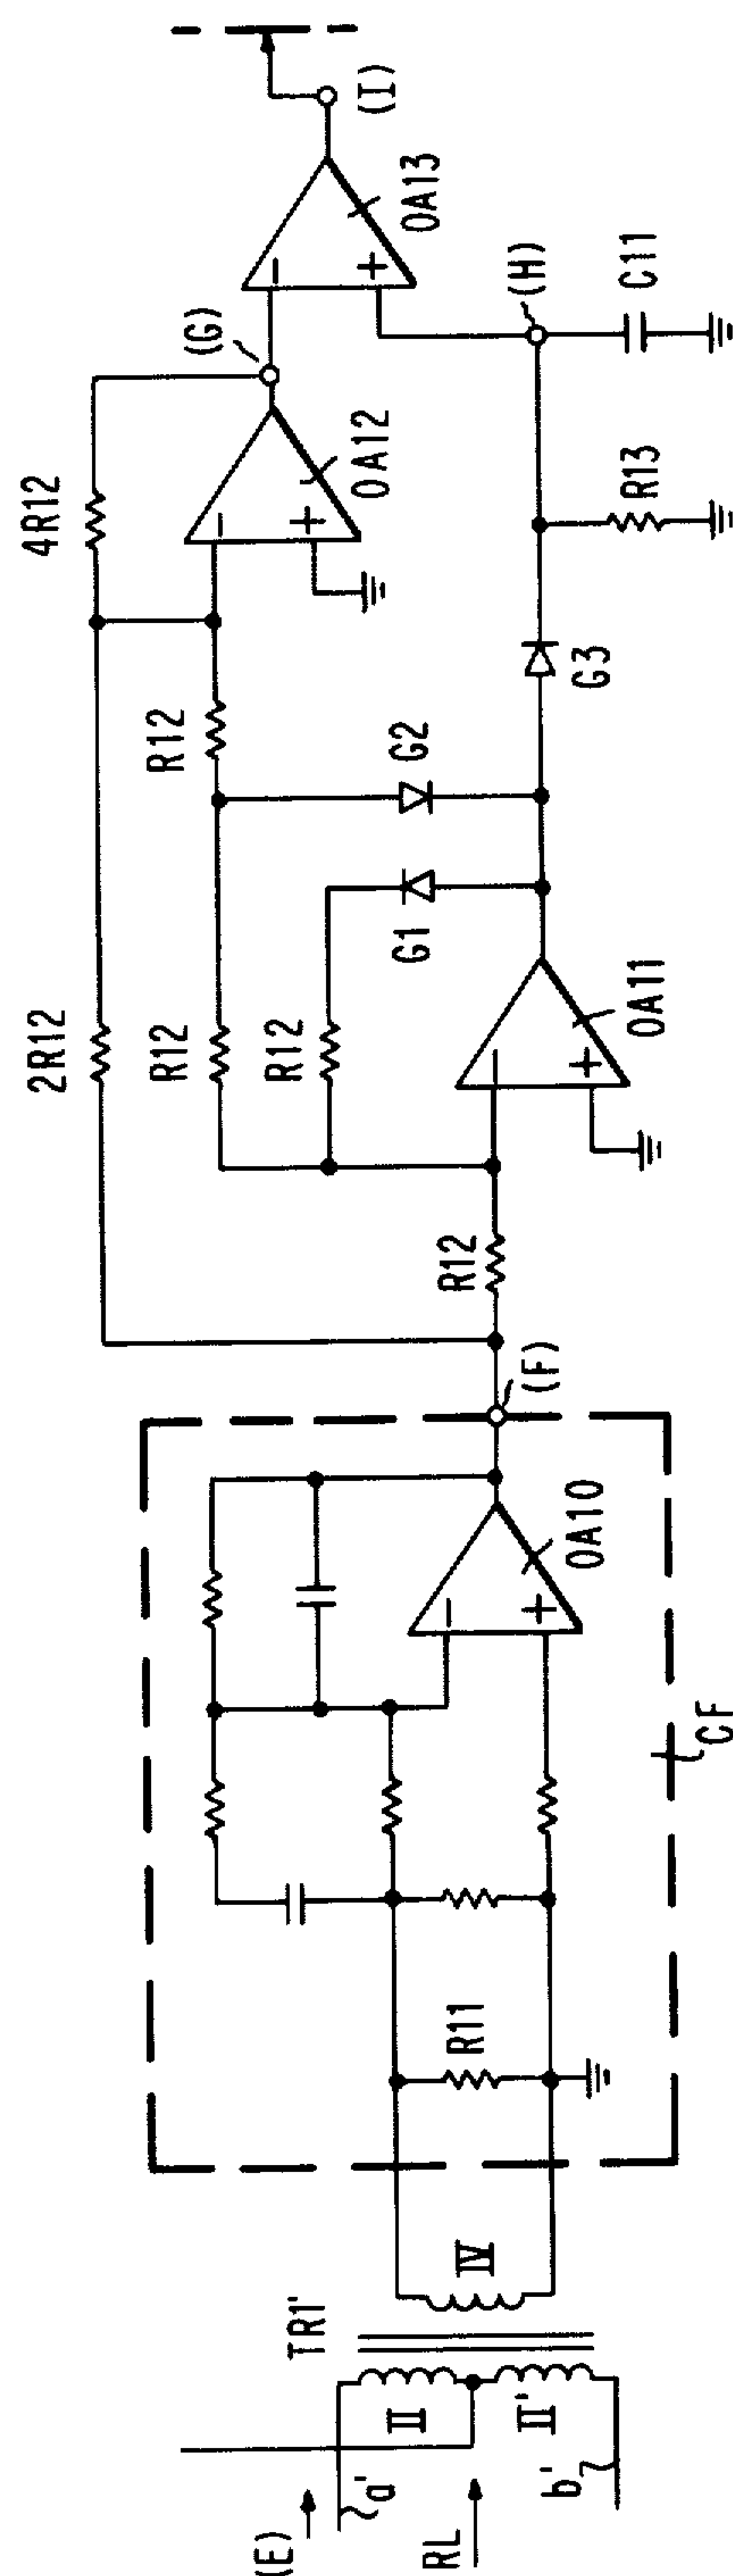 (E)
a'
RL
b'
II
II'
TR1'
IV
R11
CF
-
+
OA10
(F)
R12
2R12
R12
R12
-
+
OA11
G1
G2
R12
G3
4R12
-
+
OA12
R13
(G)
(H)
C11
-
+
OA13
(I)